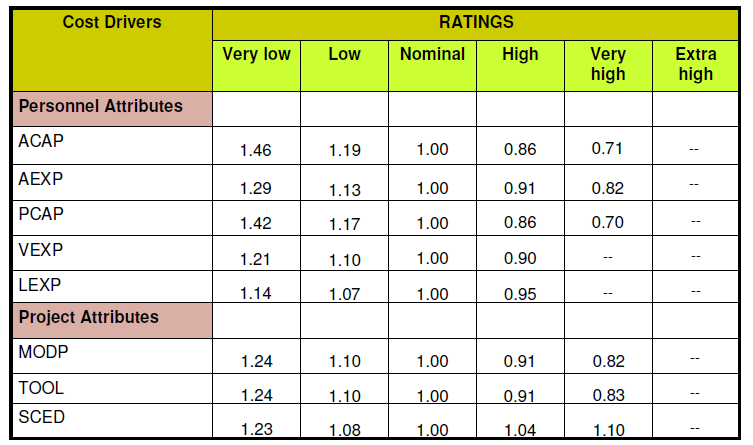 Cost Drivers RATINGS
Very low Low Nominal High Very high Extra high
Personnel Attributes
ACAP 1.46 1.19 1.00 0.86 0.71 --
AEXP 1.29 1.13 1.00 0.91 0.82 --
PCAP 1.42 1.17 1.00 0.86 0.70 --
VEXP 1.21 1.10 1.00 0.90 -- --
LEXP 1.14 1.07 1.00 0.95 -- --
Project Attributes
MODP 1.24 1.10 1.00 0.91 0.82 --
TOOL 1.24 1.10 1.00 0.91 0.83 --
SCED 1.23 1.08 1.00 1.04 1.10 --